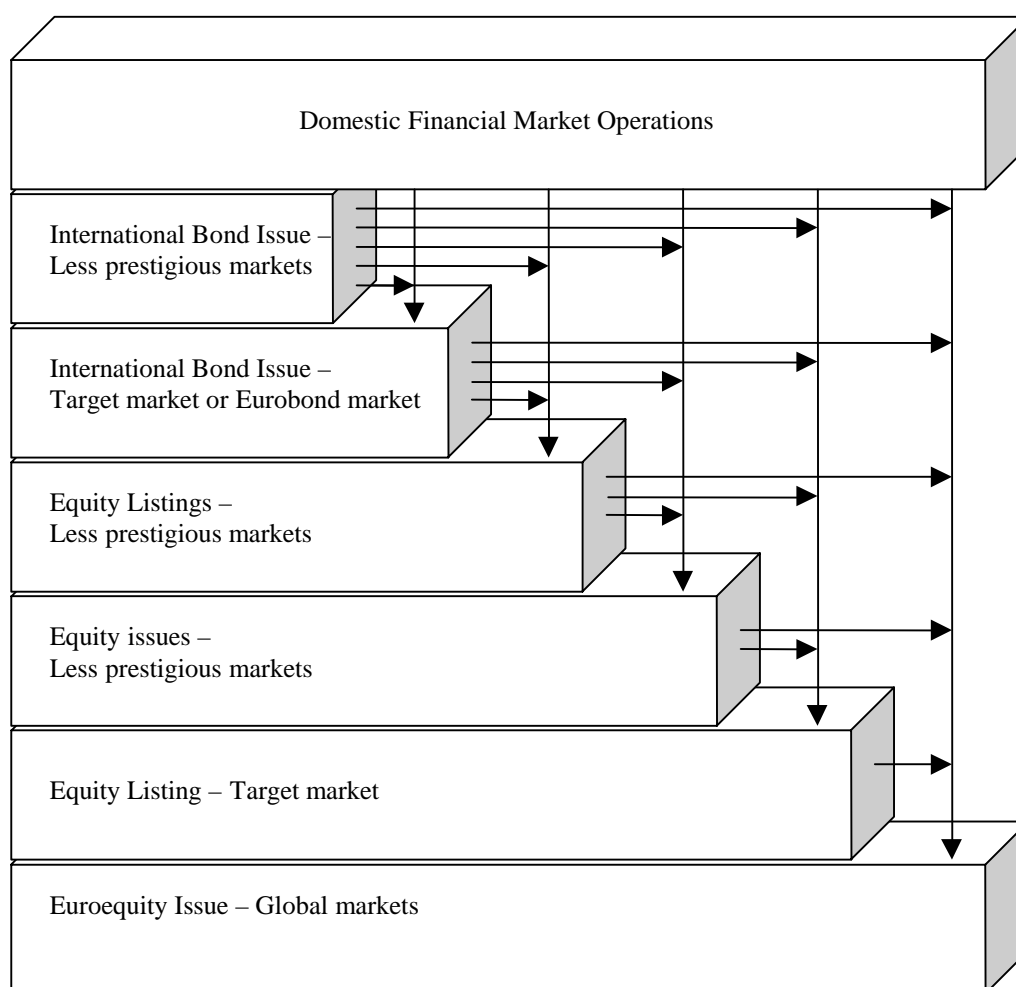 Domestic Financial Market Operations
International Bond Issue –
Less prestigious markets
International Bond Issue –
Target market or Eurobond market
Equity Listings –
Less prestigious markets
Equity issues –
Less prestigious markets
Equity Listing – Target market
Euroequity Issue – Global markets